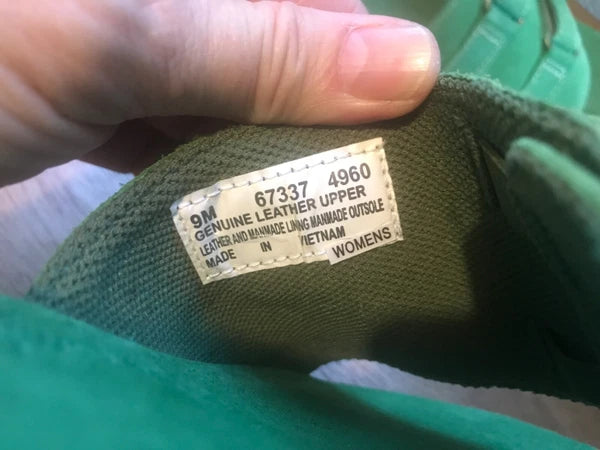 9M 67337 4960
GENUINE LEATHER UPPER
LEATHER AND MANMADE LINING MANMADE OUTSOLE
MADE IN VIETNAM
WOMENS